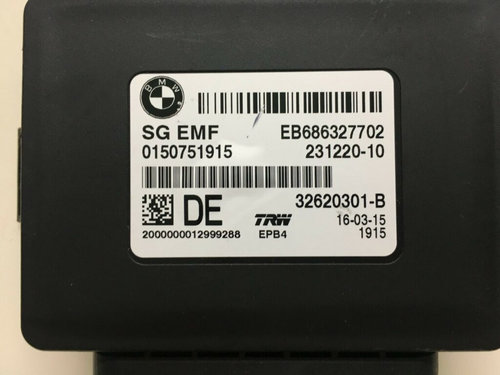 BMW
SG EMF EB686327702
0150751915 231220-10
32620301-B
DE TRW 16-03-15
2000000012999288 EPB4 1915